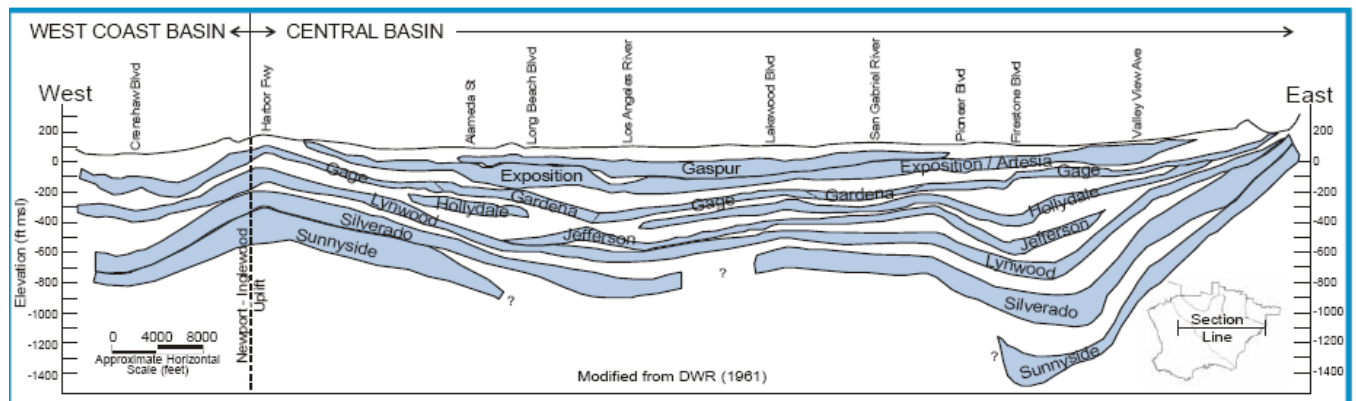 WEST COAST BASIN
CENTRAL BASIN
West
Crenshaw Blvd
Harbor Fwy
Alameda St
Long Beach Blvd
Los Angeles River
Lakewood Blvd
San Gabriel River
Pioneer Blvd
Firestone Blvd
Valley View Ave
East
Elevation (ft msl)
200
0
-200
-400
-600
-800
-1000
-1200
-1400
200
0
-200
-400
-600
-800
-1000
-1200
-1400
Gaspur
Exposition
Exposition / Artesia
Gage
Gage
Gage
Gardena
Gardena
Hollydale
Hollydale
Jefferson
Jefferson
Lynwood
Lynwood
Silverado
Silverado
Sunnyside
Sunnyside
?
?
?
Newport - Inglewood
Uplift
0 4000 8000
Approximate Horizontal
Scale (feet)
Modified from DWR (1961)
Section
Line